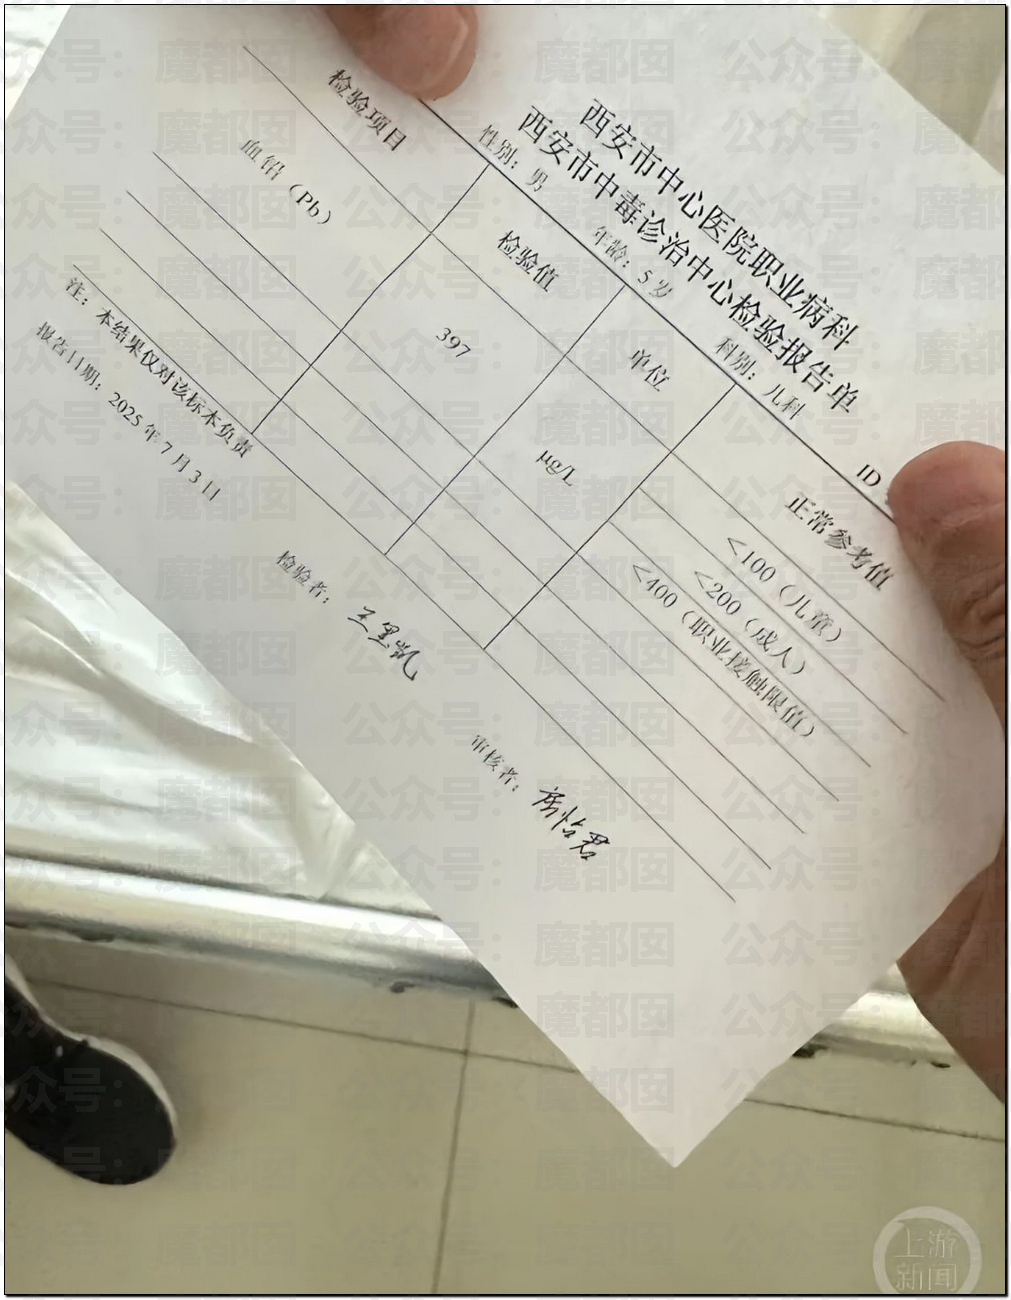 西安市中心医院职业病科
西安市中毒诊治中心检验报告单
性别：男 年龄：5岁 科别：儿科 ID
检验项目 检验值 单位 正常参考值
血铅（Pb） 397 μg/L <100（儿童）
<200（成人）
<400（职业接触限值）
注：本结果仅对该标本负责
报告日期：2025年7月3日 检验者： 审核者：
公众号：魔都囡
上游
新闻